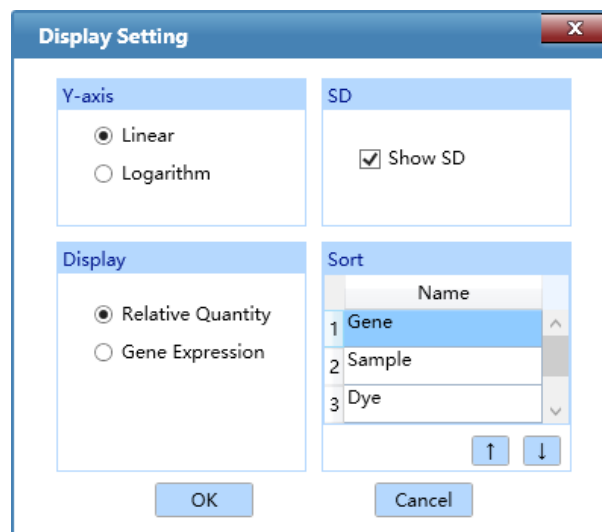 Display Setting
x
Y-axis
Linear
Logarithm
SD
Show SD
Display
Relative Quantity
Gene Expression
Sort
Name
1 Gene
2 Sample
3 Dye
↑ ↓
OK
Cancel